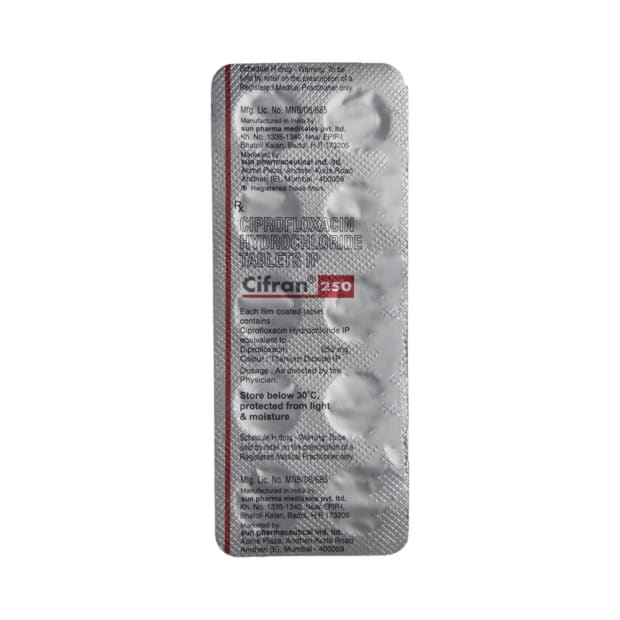 Schedule H drug - Warning: To be
sold by retail on the prescription of a
Registered Medical Practitioner only.
Mfg. Lic. No. MNB/08/685
Manufactured in India by:
sun pharma medisales pvt. ltd.
Kh. No. 1335-1340, Near EPIP-I,
Bhatoli Kalan, Baddi, H.P. 173205
Marketed by:
sun pharmaceutical ind. ltd.
Acme Plaza, Andheri Kurla Road
Andheri (E), Mumbai - 400059
® Registered Trade Mark
Rx
CIPROFLOXACIN
HYDROCHLORIDE
TABLETS IP
Cifran® 250
Each film coated tablet
contains :
Ciprofloxacin Hydrochloride IP
equivalent to
Ciprofloxacin 250 mg
Colour : Titanium Dioxide IP
Dosage : As directed by the
Physician.
Store below 30°C,
protected from light
& moisture
Schedule H drug - Warning: To be
sold by retail on the prescription of a
Registered Medical Practitioner only.
Mfg. Lic. No. MNB/08/685
Manufactured in India by:
sun pharma medisales pvt. ltd.
Kh. No. 1335-1340, Near EPIP-I,
Bhatoli Kalan, Baddi, H.P. 173205
Marketed by:
sun pharmaceutical ind. ltd.
Acme Plaza, Andheri Kurla Road
Andheri (E), Mumbai - 400059